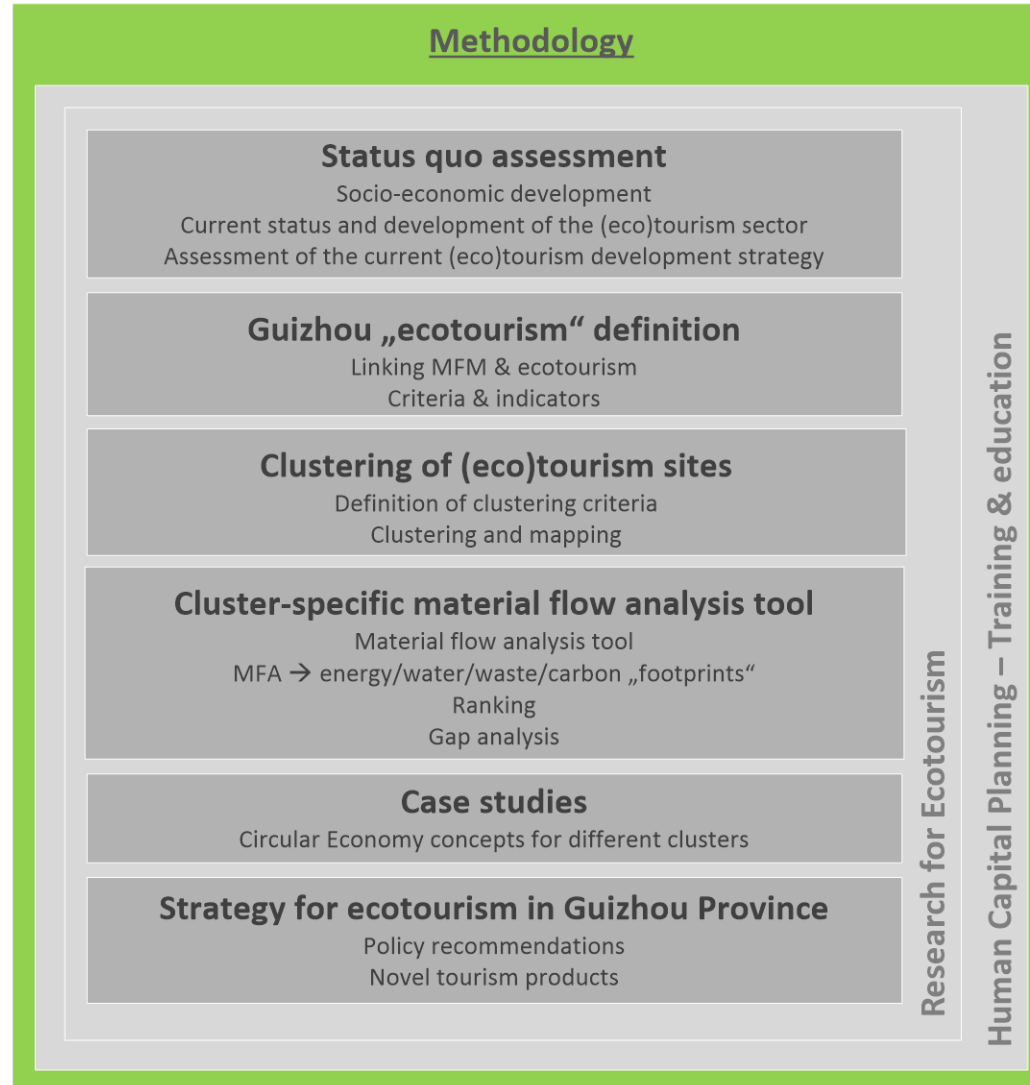 Methodology
Status quo assessment
Socio-economic development
Current status and development of the (eco)tourism sector
Assessment of the current (eco)tourism development strategy
Guizhou „ecotourism“ definition
Linking MFM & ecotourism
Criteria & indicators
Clustering of (eco)tourism sites
Definition of clustering criteria
Clustering and mapping
Cluster-specific material flow analysis tool
Material flow analysis tool
MFA → energy/water/waste/carbon „footprints“
Ranking
Gap analysis
Case studies
Circular Economy concepts for different clusters
Strategy for ecotourism in Guizhou Province
Policy recommendations
Novel tourism products
Research for Ecotourism
Human Capital Planning – Training & education